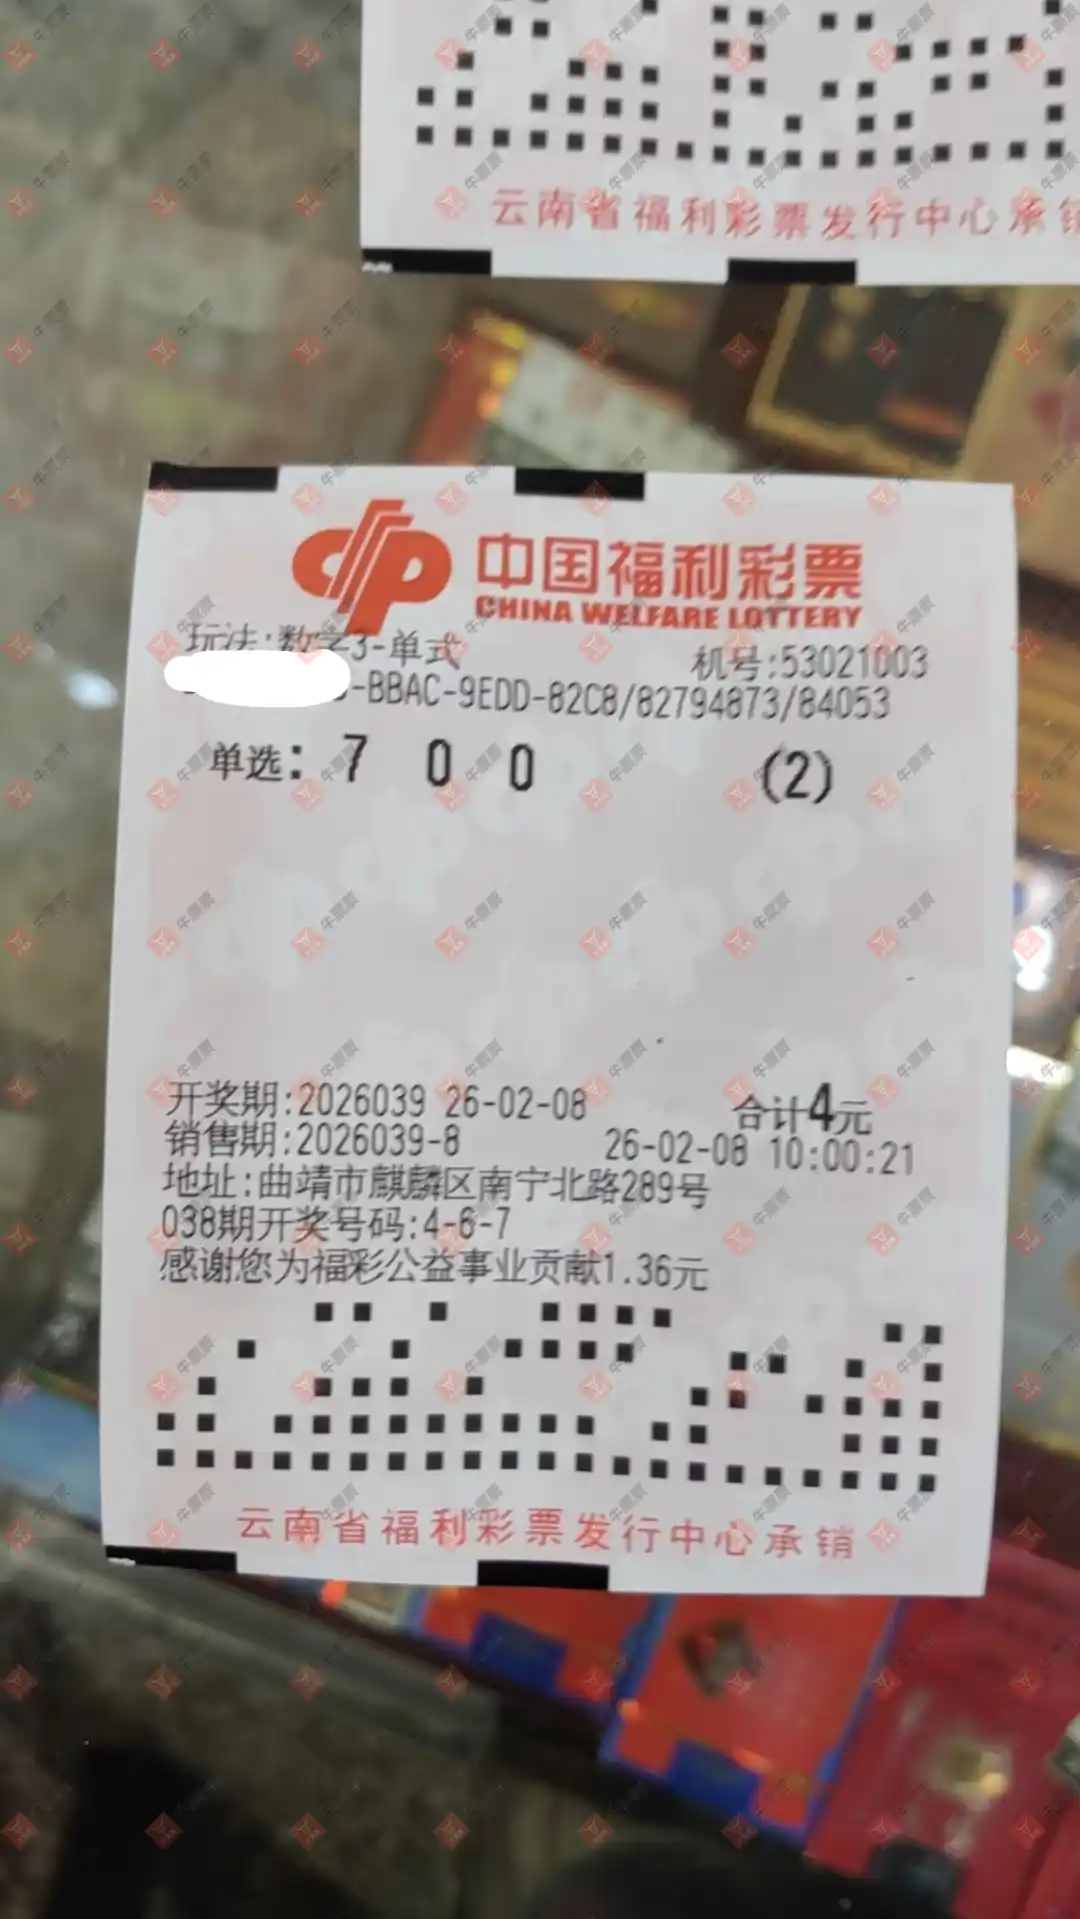 云南省福利彩票发行中心承销
中国福利彩票
CHINA WELFARE LOTTERY
玩法:数字3-单式
机号:53021003
-BBAC-9EDD-82C8/82794873/84053
单选: 7 0 0 (2)
开奖期:2026039 26-02-08 合计4元
销售期:2026039-8 26-02-08 10:00:21
地址:曲靖市麒麟区南宁北路289号
038期开奖号码:4-6-7
感谢您为福彩公益事业贡献1.36元
云南省福利彩票发行中心承销
牛票票